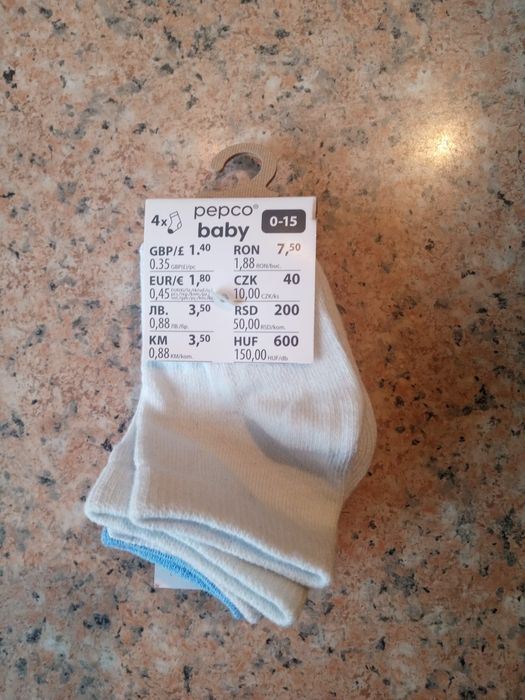 4x pepco® baby 0-15
GBP/£ 1.40 RON 7,50
0.35 GBP(£)/pc 1,88 RON/buc.
EUR/€ 1,80 CZK 40
0,45 10,00 CZK/ks
ЛВ. 3,50 RSD 200
0,88 ЛВ./бр. 50,00 RSD/kom.
KM 3,50 HUF 600
0,88 KM/kom. 150,00 HUF/db